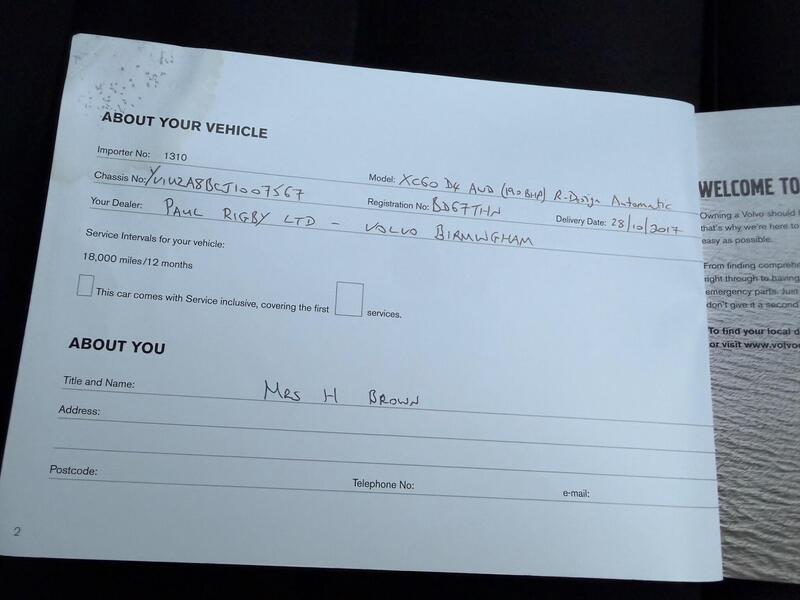 ABOUT YOUR VEHICLE
Importer No: 1310
Model: XC60 D4 AWD (190 BHP) R-Design Automatic
Chassis No: YV1UZA8BCJ1007567
Registration No: BD67THN
Delivery Date: 28/10/2017
Your Dealer: PAUL RIGBY LTD - VOLVO BIRMINGHAM
Service Intervals for your vehicle:
18,000 miles/12 months
This car comes with Service inclusive, covering the first services.
ABOUT YOU
Title and Name: MRS H BROWN
Address:
Postcode:
Telephone No:
e-mail:
2
WELCOME TO
Owning a Volvo should
that's why we're here to
easy as possible.
From finding
right through to having
emergency parts. Just
don't give it a second
To find your local
or visit